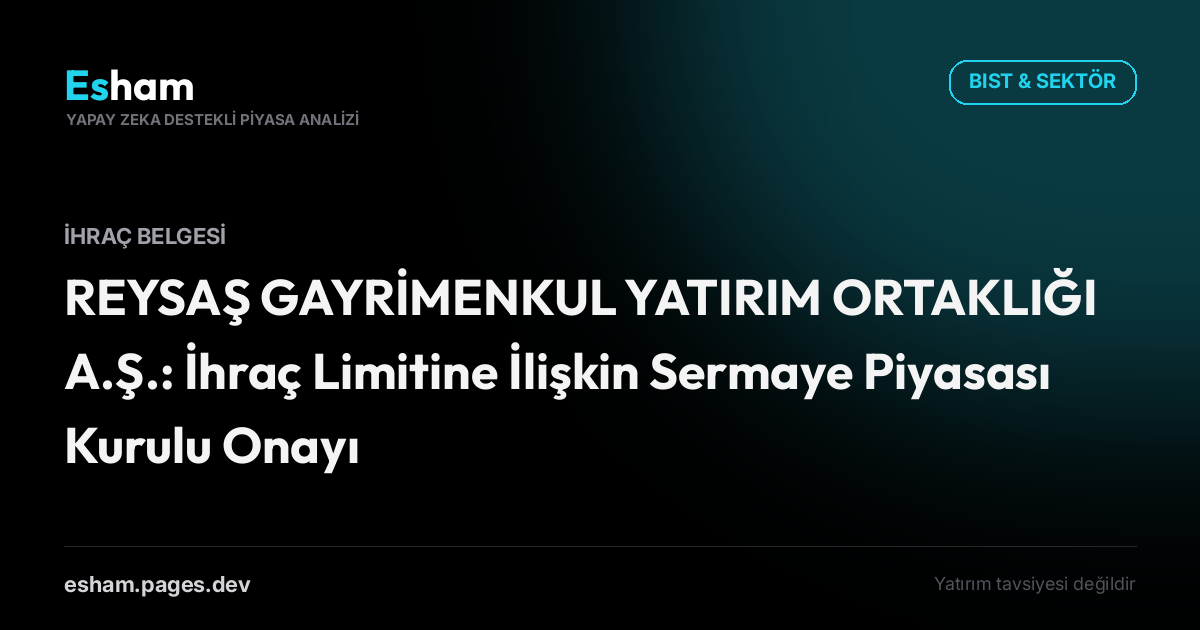 Esham
YAPAY ZEKA DESTEKLİ PİYASA ANALİZİ
BIST & SEKTÖR
İHRAÇ BELGESİ
REYSAŞ GAYRİMENKUL YATIRIM ORTAKLIĞI
A.Ş.: İhraç Limitine İlişkin Sermaye Piyasası
Kurulu Onayı
esham.pages.dev
Yatırım tavsiyesi değildir